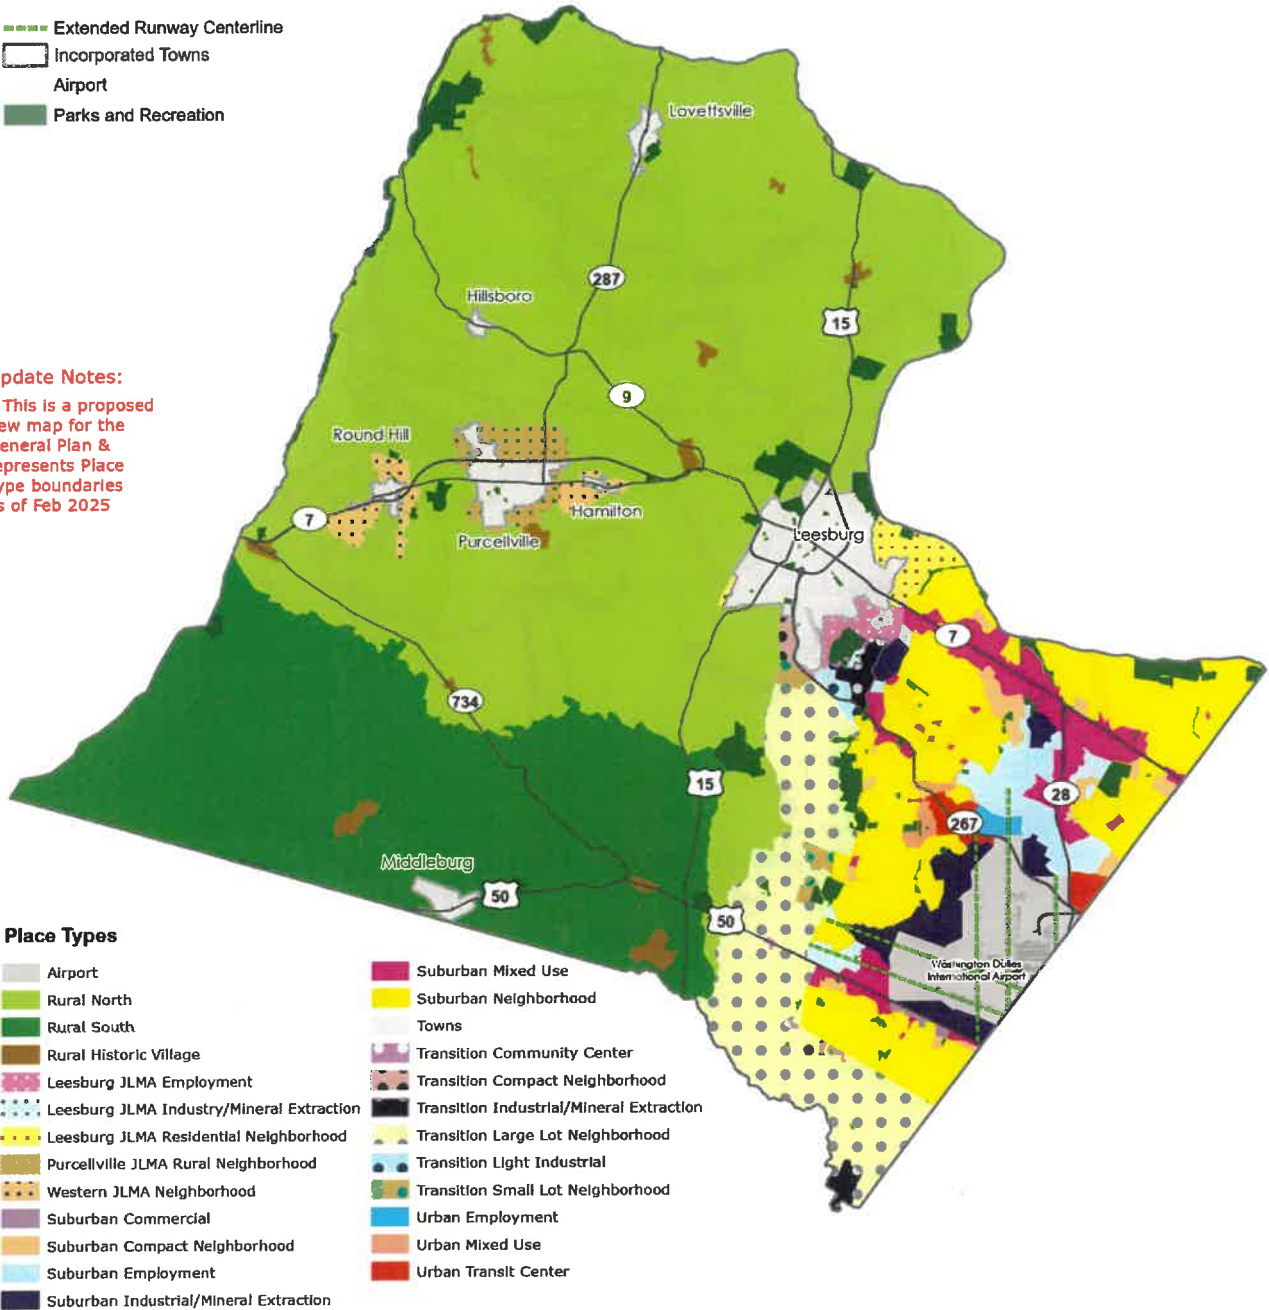 Extended Runway Centerline
Incorporated Towns
Airport
Parks and Recreation
pdate Notes:
This is a proposed
ew map for the
eneral Plan &
epresents Place
ype boundaries
s of Feb 2025
Lovettsville
287
Hillsboro
15
9
Round Hill
7
Hamilton
Purcellville
Leesburg
7
734
15
28
267
Middleburg
50
50
Washington Dulles
International Airport
Place Types
Airport
Rural North
Rural South
Rural Historic Village
Leesburg JLMA Employment
Leesburg JLMA Industry/Mineral Extraction
Leesburg JLMA Residential Neighborhood
Purcellville JLMA Rural Neighborhood
Western JLMA Neighborhood
Suburban Commercial
Suburban Compact Neighborhood
Suburban Employment
Suburban Industrial/Mineral Extraction
Suburban Mixed Use
Suburban Neighborhood
Towns
Transition Community Center
Transition Compact Neighborhood
Transition Industrial/Mineral Extraction
Transition Large Lot Neighborhood
Transition Light Industrial
Transition Small Lot Neighborhood
Urban Employment
Urban Mixed Use
Urban Transit Center